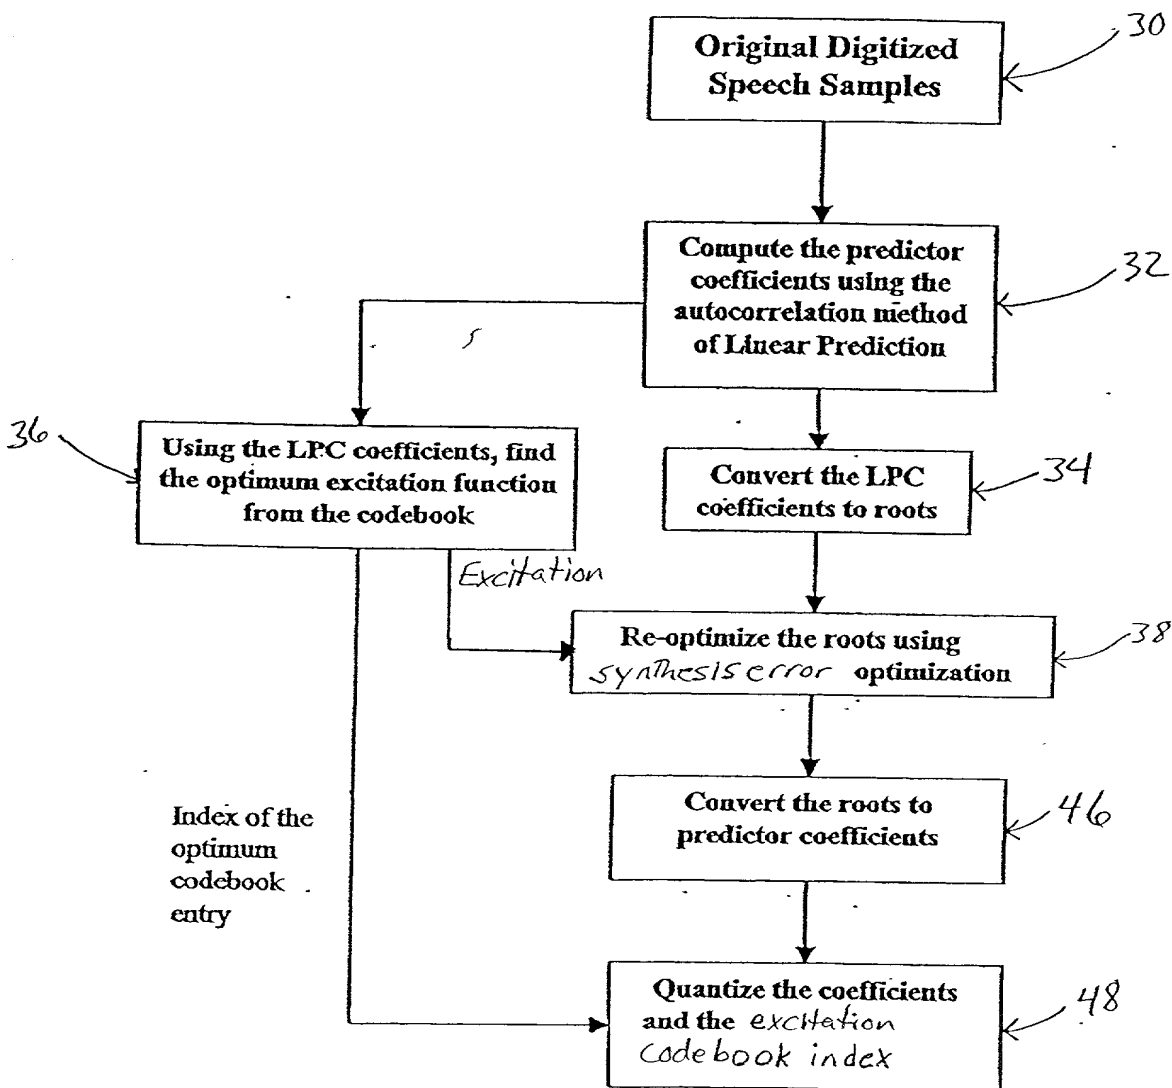 Original Digitized
Speech Samples
30
Compute the predictor
coefficients using the
autocorrelation method
of Linear Prediction
32
36
Using the LPC coefficients, find
the optimum excitation function
from the codebook
Convert the LPC
coefficients to roots
34
Excitation
Re-optimize the roots using
synthesis error optimization
38
Index of the
optimum
codebook
entry
Convert the roots to
predictor coefficients
46
Quantize the coefficients
and the excitation
codebook index
48